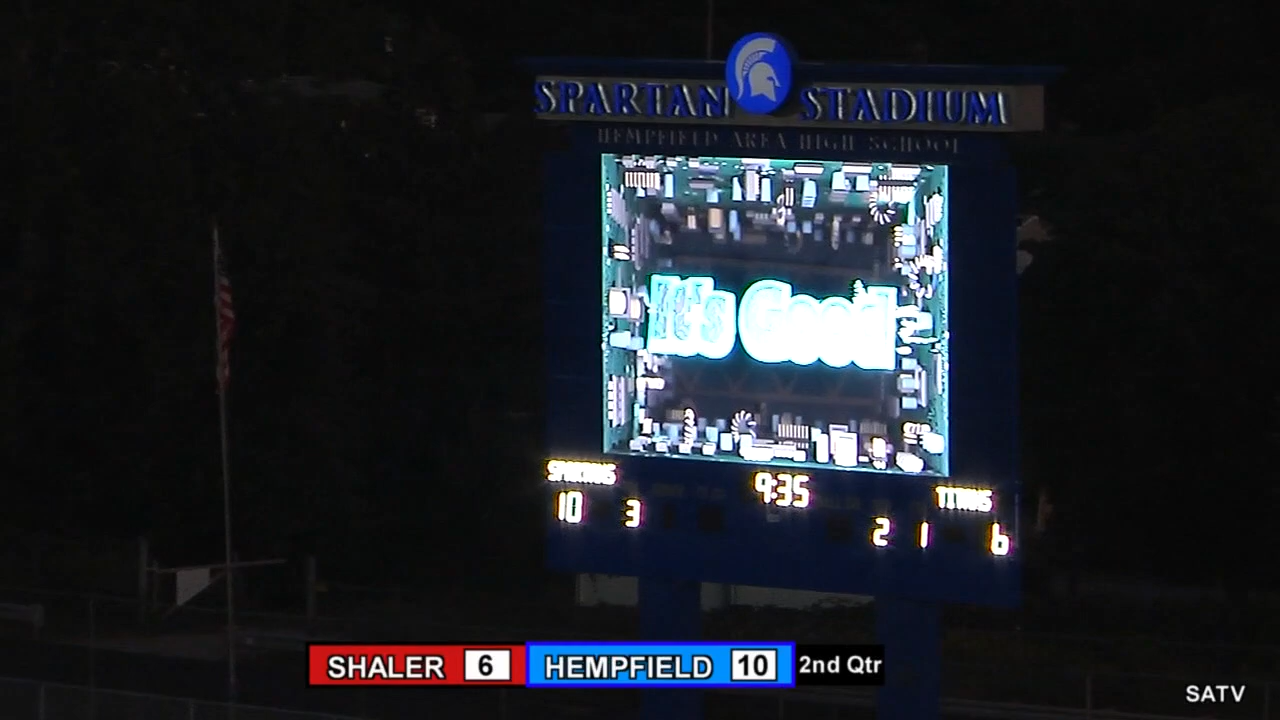 SPARTAN STADIUM
HEMPFIELD AREA HIGH SCHOOL
It's Good
SPARTANS 9:35 TITANS
10 3 2 1 6
SHALER 6 HEMPFIELD 10 2nd Qtr
SATV